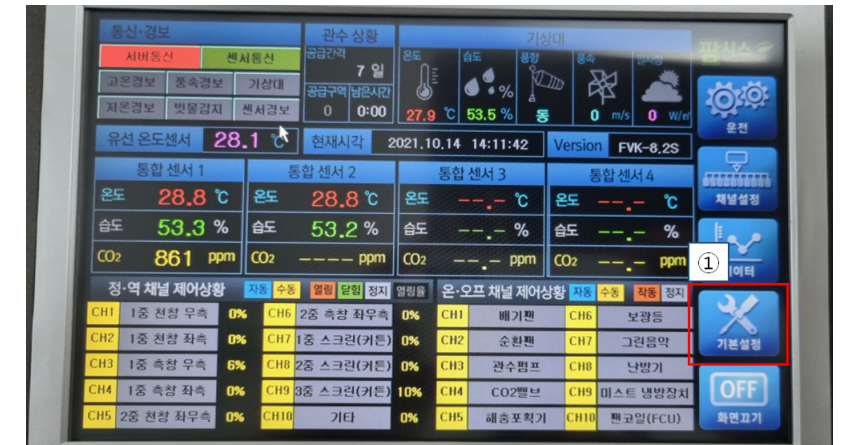 통신·경보
관수 상황
기상대
팜시스
서버통신 센서통신
고온경보 풍속경보 기상대
저온경보 빗물감지 센서경보
공급간격
7 일
공급구역 남은시간
0 0:00
온도 습도 풍향 풍속 일사량
27.9 ℃ 53.5 % 동 0 m/s 0 W/㎡
운전
유선 온도센서 28.1 ℃
현재시각 2021.10.14 14:11:42
Version FVK-8.2S
통합 센서 1 통합 센서 2 통합 센서 3 통합 센서 4
온도 28.8 ℃ 온도 28.8 ℃ 온도 --.- ℃ 온도 --.- ℃
채널설정
습도 53.3 % 습도 53.2 % 습도 --.- % 습도 --.- %
CO2 861 ppm CO2 ---- ppm CO2 --.- ppm CO2 --.- ppm
①
이터
정·역 채널 제어상황 자동 수동 열림 닫힘 정지 열림율
온·오프 채널 제어상황 자동 수동 작동 정지
CH1 1중 천창 우측 0% CH6 2중 측창 좌우측 0% CH1 배기팬 CH6 보광등
CH2 1중 천창 좌측 0% CH7 1중 스크린(커튼) 0% CH2 순환팬 CH7 그린음악
기본설정
CH3 1중 측창 우측 6% CH8 2중 스크린(커튼) 0% CH3 관수펌프 CH8 난방기
CH4 1중 측창 좌측 0% CH9 3중 스크린(커튼) 10% CH4 CO2밸브 CH9 미스트 냉방장치
OFF
CH5 2중 천창 좌우측 0% CH10 기타 0% CH5 해충포획기 CH10 팬코일(FCU)
화면끄기